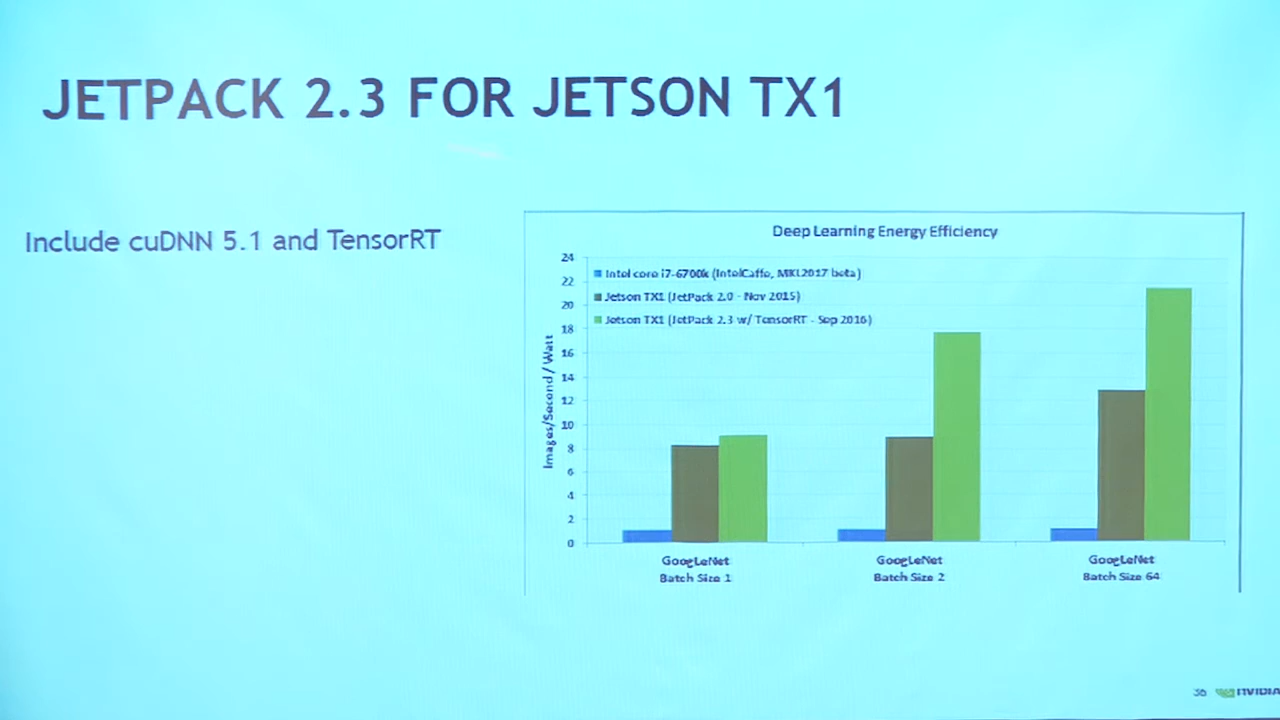 JETPACK 2.3 FOR JETSON TX1
Include cuDNN 5.1 and TensorRT
Deep Learning Energy Efficiency
Intel core i7-6700k (IntelCaffe, MKL2017 beta)
Jetson TX1 (JetPack 2.0 - Nov 2015)
Jetson TX1 (JetPack 2.3 w/ TensorRT - Sep 2016)
Images/Second / Watt
24
22
20
18
16
14
12
10
8
6
4
2
0
GoogLeNet
Batch Size 1
GoogLeNet
Batch Size 2
GoogLeNet
Batch Size 64
36 NVIDIA